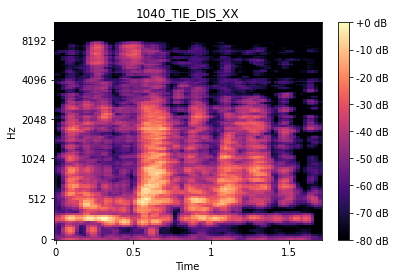 1040_TIE_DIS_XX
8192
4096
2048
1024
512
0
Hz
0
0.5
1
1.5
Time
+0 dB
-10 dB
-20 dB
-30 dB
-40 dB
-50 dB
-60 dB
-70 dB
-80 dB